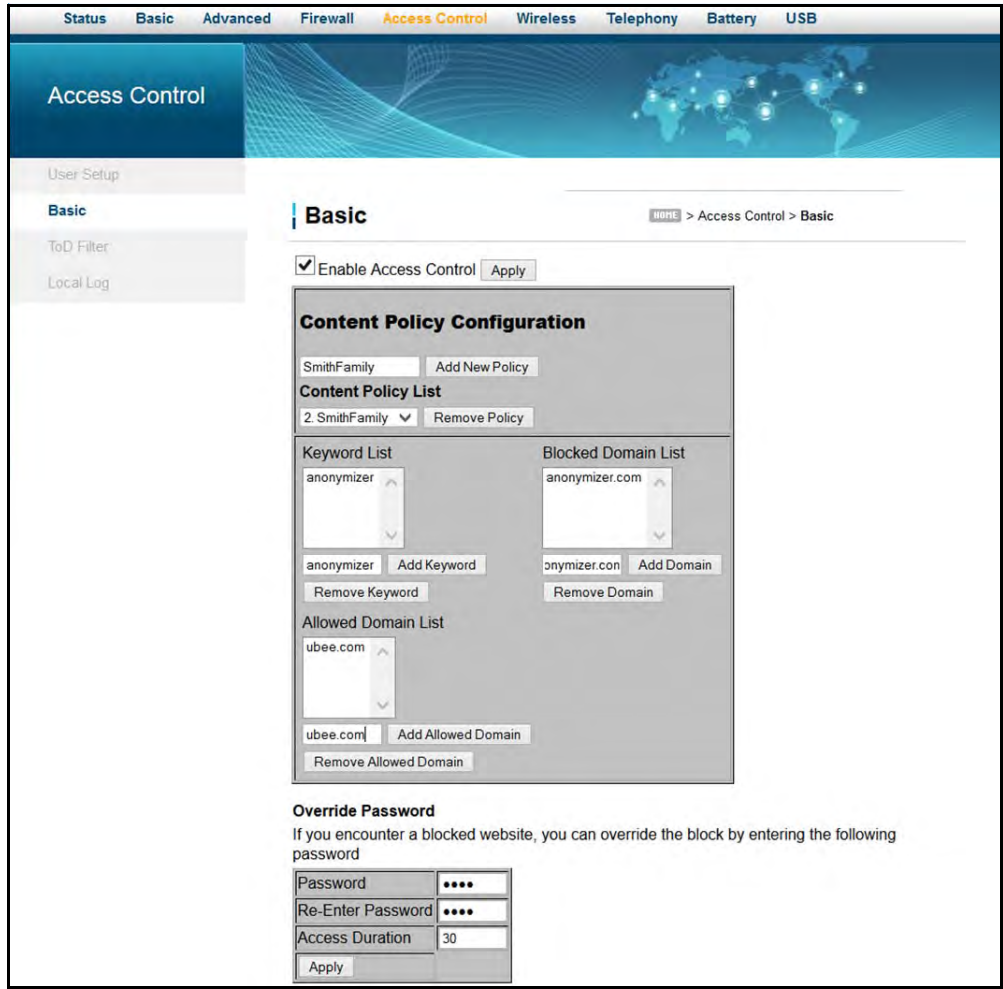 Status Basic Advanced Firewall Access Control Wireless Telephony Battery USB
Access Control
User Setup
Basic
ToD Filter
Local Log
Basic
HOME > Access Control > Basic
Enable Access Control Apply
Content Policy Configuration
SmithFamily Add New Policy
Content Policy List
2. SmithFamily Remove Policy
Keyword List Blocked Domain List
anonymizer anonymizer.com
anonymizer Add Keyword onymizer.con Add Domain
Remove Keyword Remove Domain
Allowed Domain List
ubee.com
ubee.com Add Allowed Domain
Remove Allowed Domain
Override Password
If you encounter a blocked website, you can override the block by entering the following
password
Password ••••
Re-Enter Password ••••
Access Duration 30
Apply